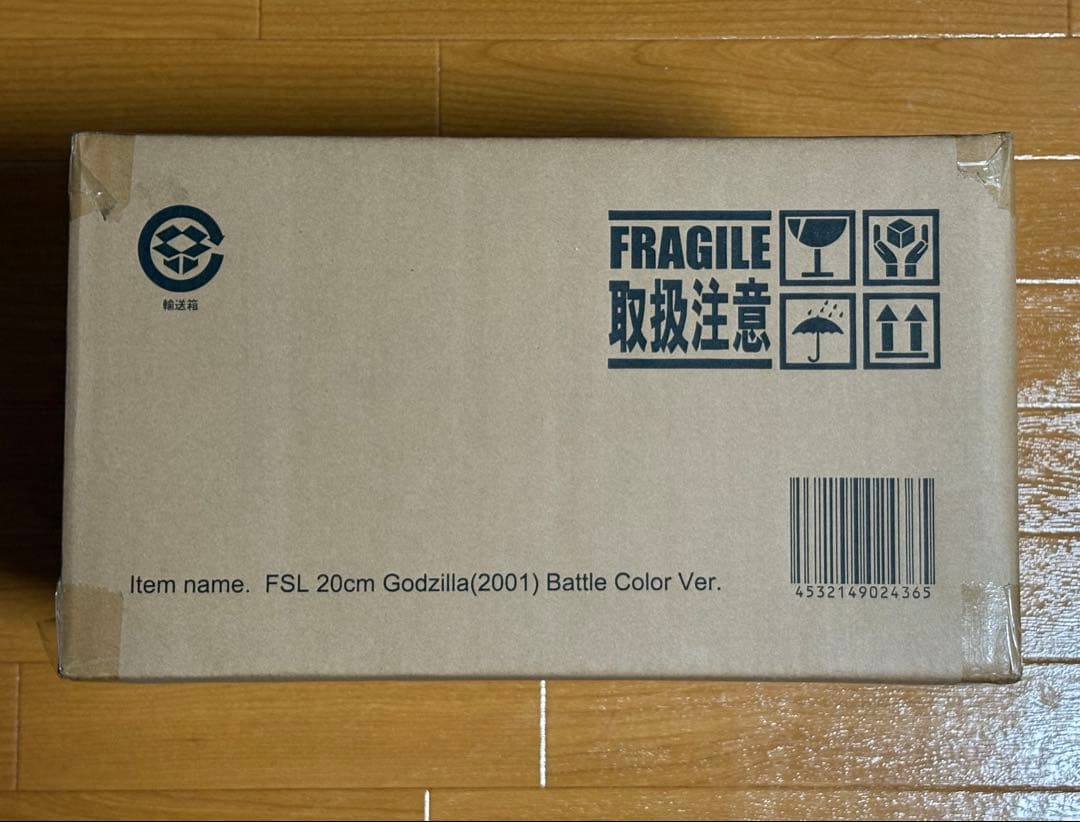 輸送箱
FRAGILE
取扱注意
Item name. FSL 20cm Godzilla(2001) Battle Color Ver.
4532149024365